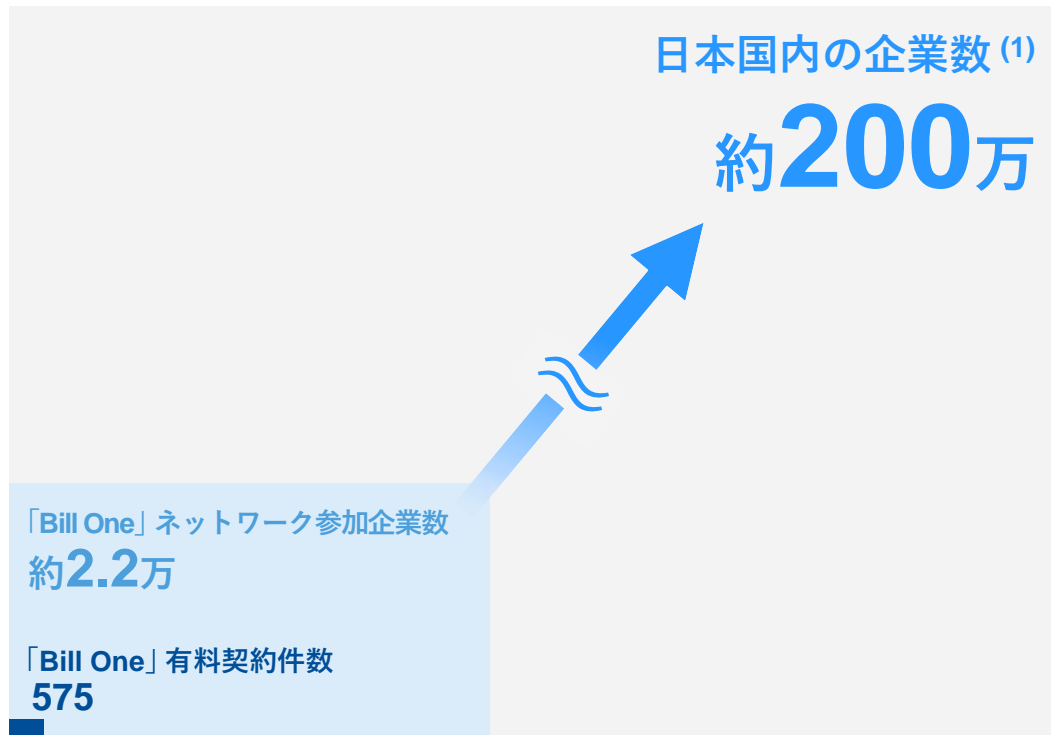 日本国内の企業数 (1)
約200万
「Bill One」ネットワーク参加企業数
約2.2万
「Bill One」有料契約件数
575